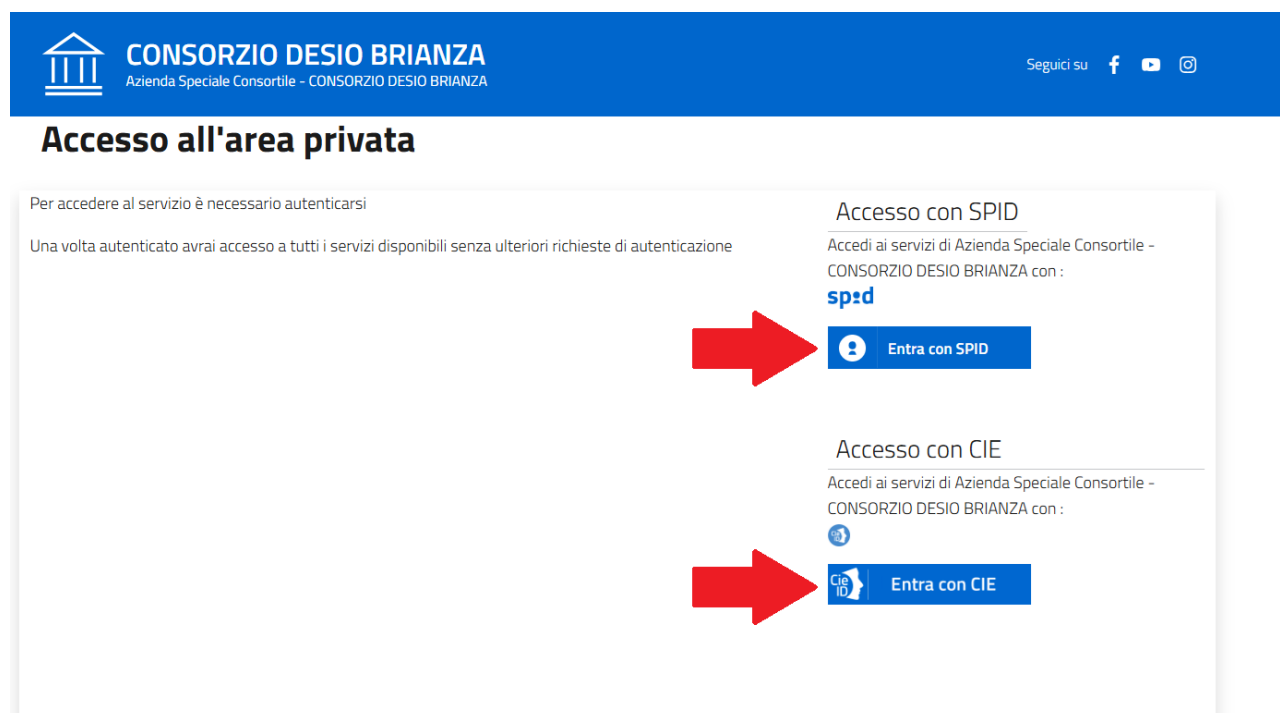 CONSORZIO DESIO BRIANZA
Azienda Speciale Consortile - CONSORZIO DESIO BRIANZA
Seguici su
Accesso all'area privata
Per accedere al servizio è necessario autenticarsi
Una volta autenticato avrai accesso a tutti i servizi disponibili senza ulteriori richieste di autenticazione
Accesso con SPID
Accedi ai servizi di Azienda Speciale Consortile -
CONSORZIO DESIO BRIANZA con :
spid
Entra con SPID
Accesso con CIE
Accedi ai servizi di Azienda Speciale Consortile -
CONSORZIO DESIO BRIANZA con :
Cie
ID
Entra con CIE